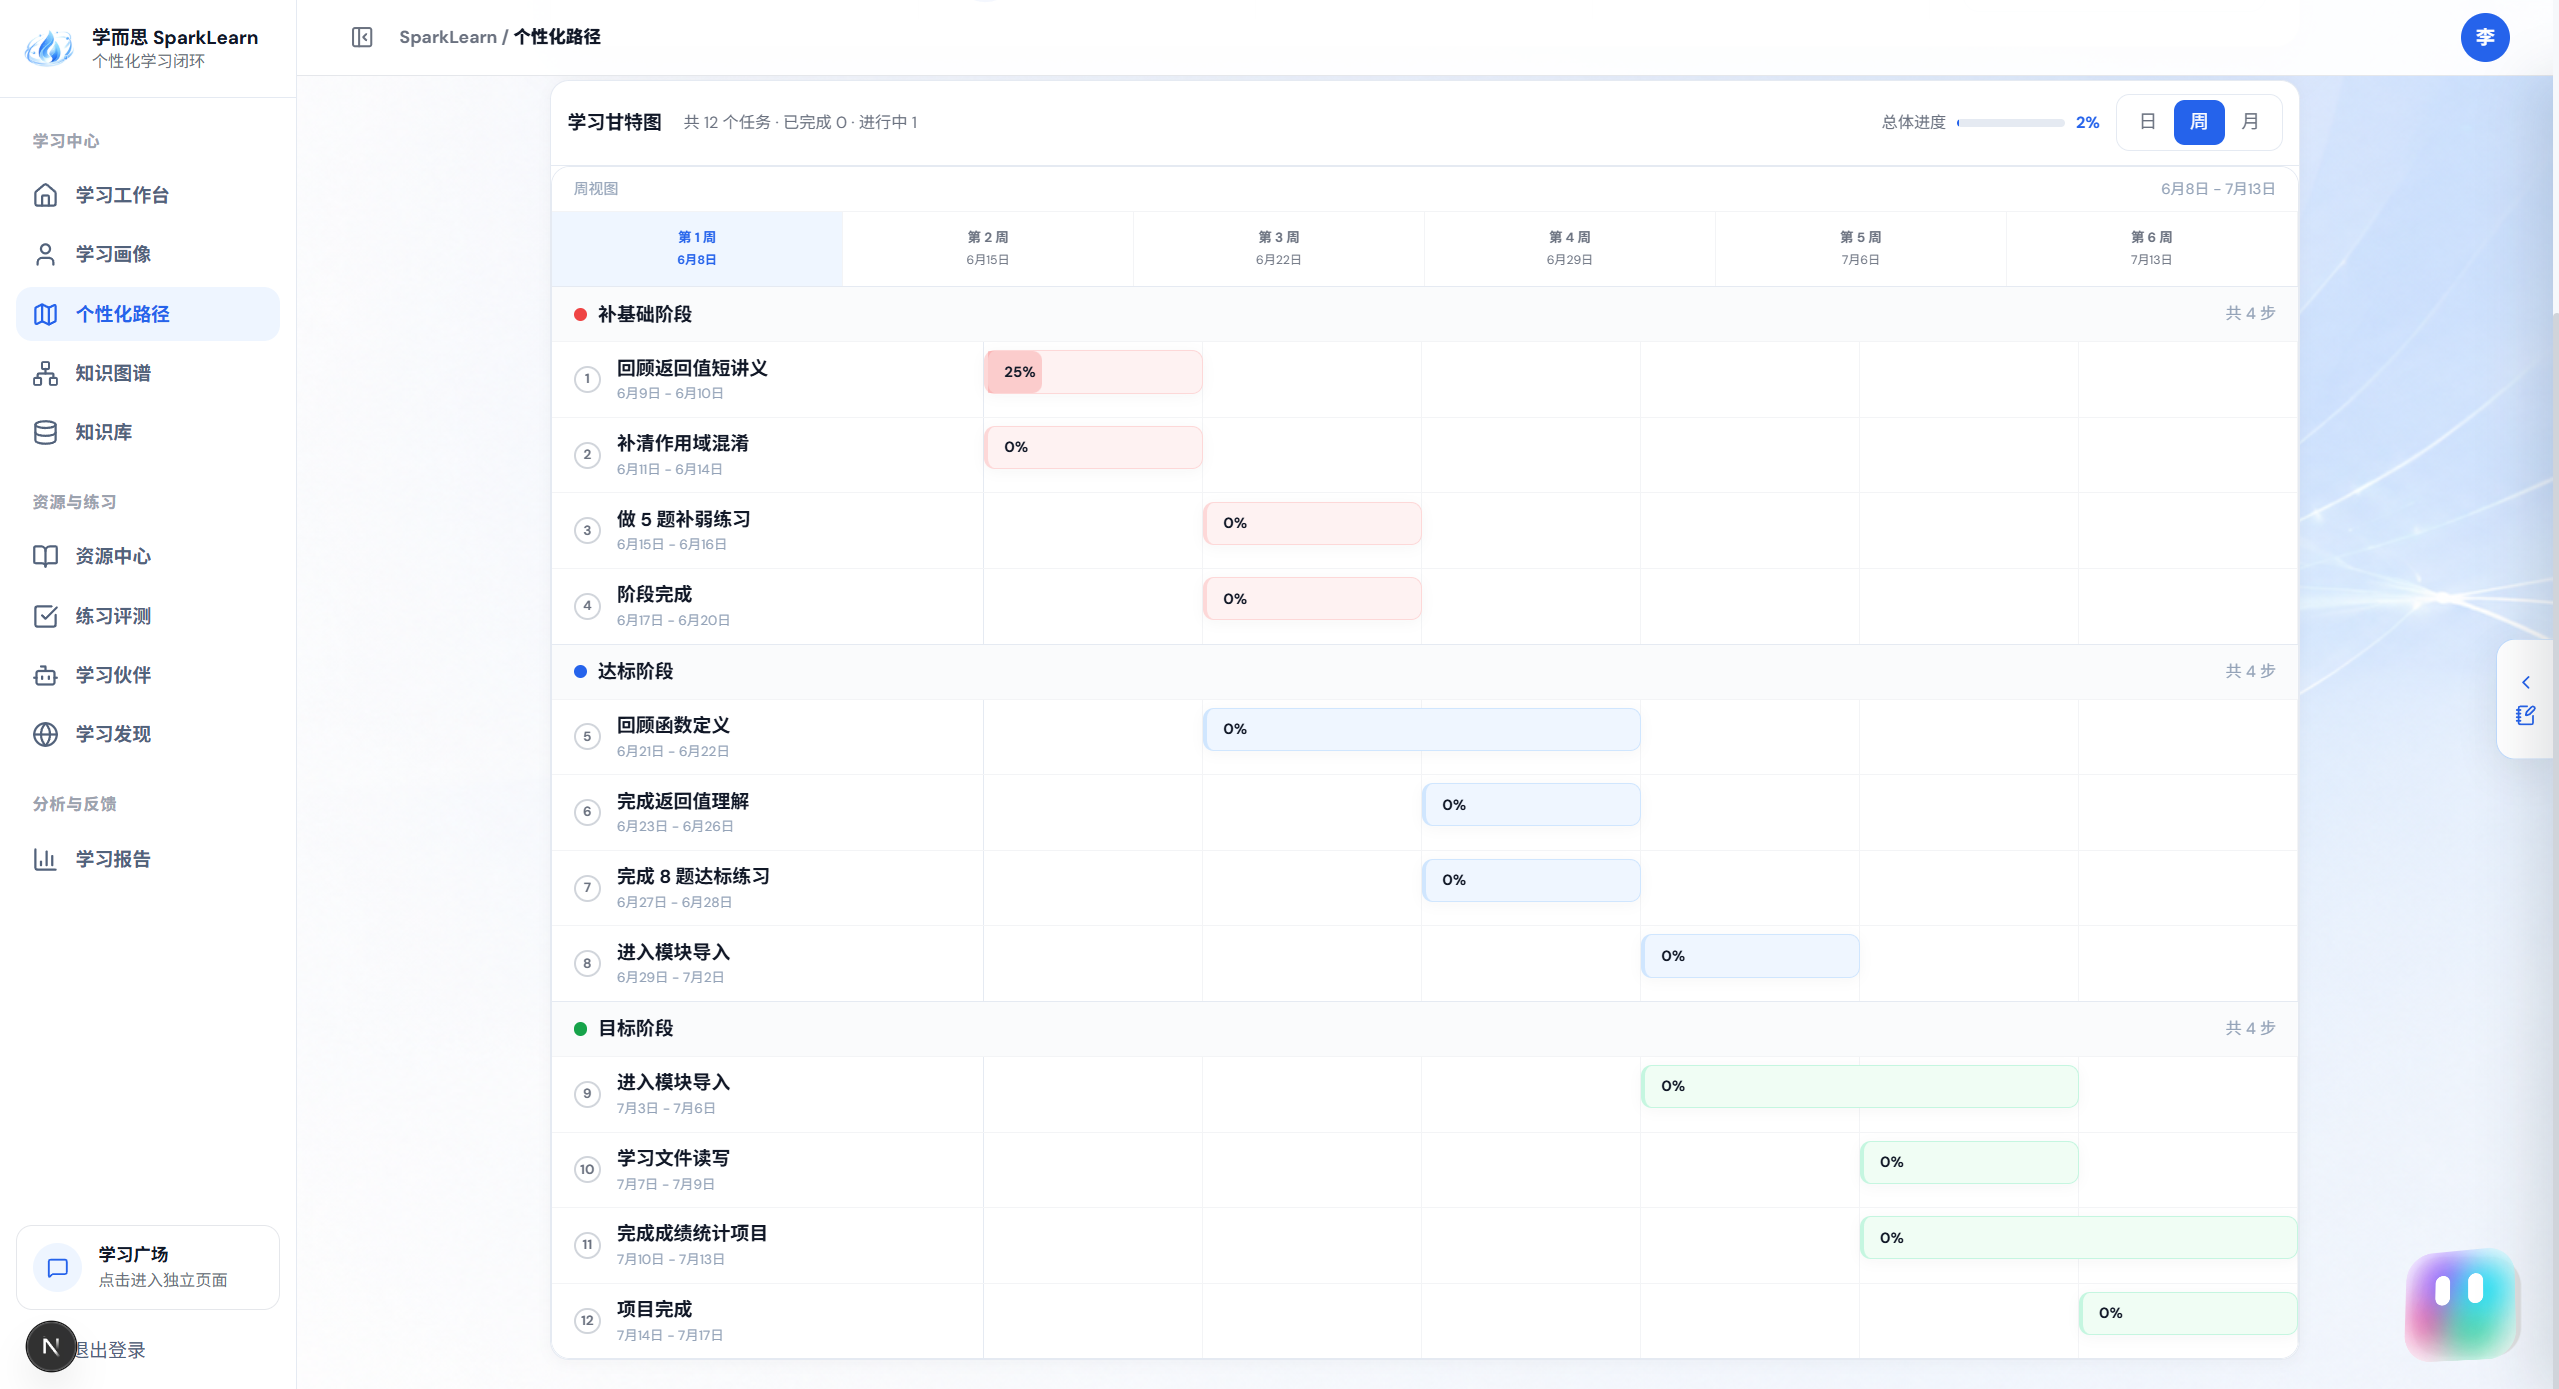 学而思 SparkLearn
个性化学习闭环
学习中心
学习工作台
学习画像
个性化路径
知识图谱
知识库
资源与练习
资源中心
练习评测
学习伙伴
学习发现
分析与反馈
学习报告
学习广场
点击进入独立页面
N
退出登录
SparkLearn / 个性化路径
李
学习甘特图 共 12 个任务 · 已完成 0 · 进行中 1
总体进度 2% 日 周 月
周视图 6月8日 - 7月13日
第 1 周 第 2 周 第 3 周 第 4 周 第 5 周 第 6 周
6月8日 6月15日 6月22日 6月29日 7月6日 7月13日
补基础阶段 共 4 步
1 回顾返回值短讲义 25%
6月9日 - 6月10日
2 补清作用域混淆 0%
6月11日 - 6月14日
3 做 5 题补弱练习 0%
6月15日 - 6月16日
4 阶段完成 0%
6月17日 - 6月20日
达标阶段 共 4 步
5 回顾函数定义 0%
6月21日 - 6月22日
6 完成返回值理解 0%
6月23日 - 6月26日
7 完成 8 题达标练习 0%
6月27日 - 6月28日
8 进入模块导入 0%
6月29日 - 7月2日
目标阶段 共 4 步
9 进入模块导入 0%
7月3日 - 7月6日
10 学习文件读写 0%
7月7日 - 7月9日
11 完成成绩统计项目 0%
7月10日 - 7月13日
12 项目完成 0%
7月14日 - 7月17日